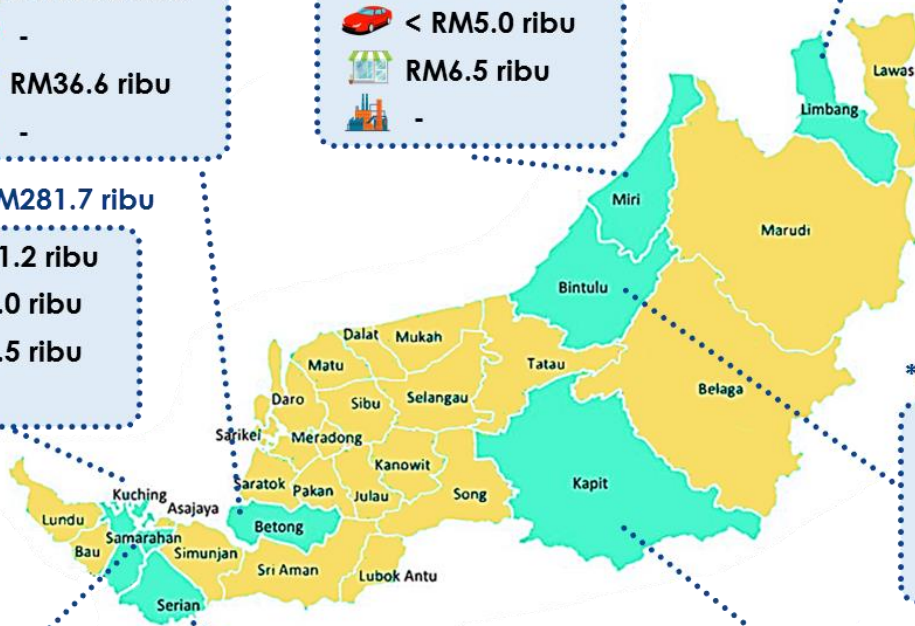 -
RM36.6 ribu
-
< RM5.0 ribu
RM6.5 ribu
-
M281.7 ribu
1.2 ribu
.0 ribu
.5 ribu
*
Lawas
Limbang
Miri
Marudi
Bintulu
Dalat
Mukah
Matu
Tatau
Belaga
Daro
Sibu
Selangau
Sarikei
Meradong
Kanowit
Saratok
Pakan
Julau
Song
Kapit
Kuching
Asajaya
Lundu
Betong
Samarahan
Bau
Simunjan
Sri Aman
Lubok Antu
Serian